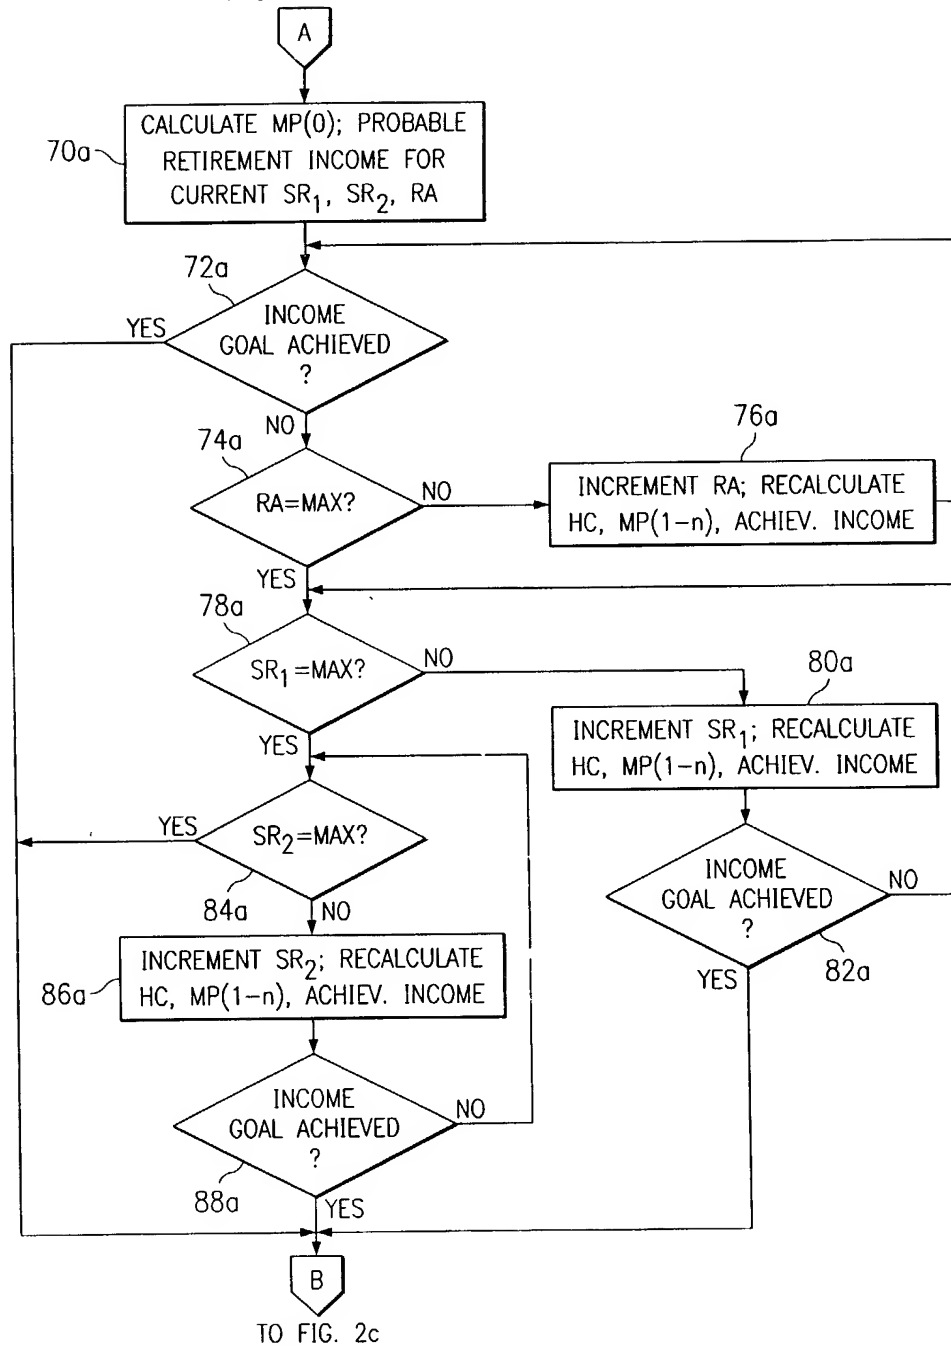 A
CALCULATE MP(0); PROBABLE
RETIREMENT INCOME FOR
CURRENT SR1, SR2, RA
70a
72a
INCOME
GOAL ACHIEVED
?
YES
NO
74a
RA=MAX?
NO
76a
INCREMENT RA; RECALCULATE
HC, MP(1-n), ACHIEV. INCOME
YES
78a
SR1=MAX?
NO
80a
INCREMENT SR1; RECALCULATE
HC, MP(1-n), ACHIEV. INCOME
YES
SR2=MAX?
YES
84a
NO
INCOME
GOAL ACHIEVED
?
NO
82a
YES
INCREMENT SR2; RECALCULATE
HC, MP(1-n), ACHIEV. INCOME
86a
INCOME
GOAL ACHIEVED
?
NO
88a
YES
B
TO FIG. 2c